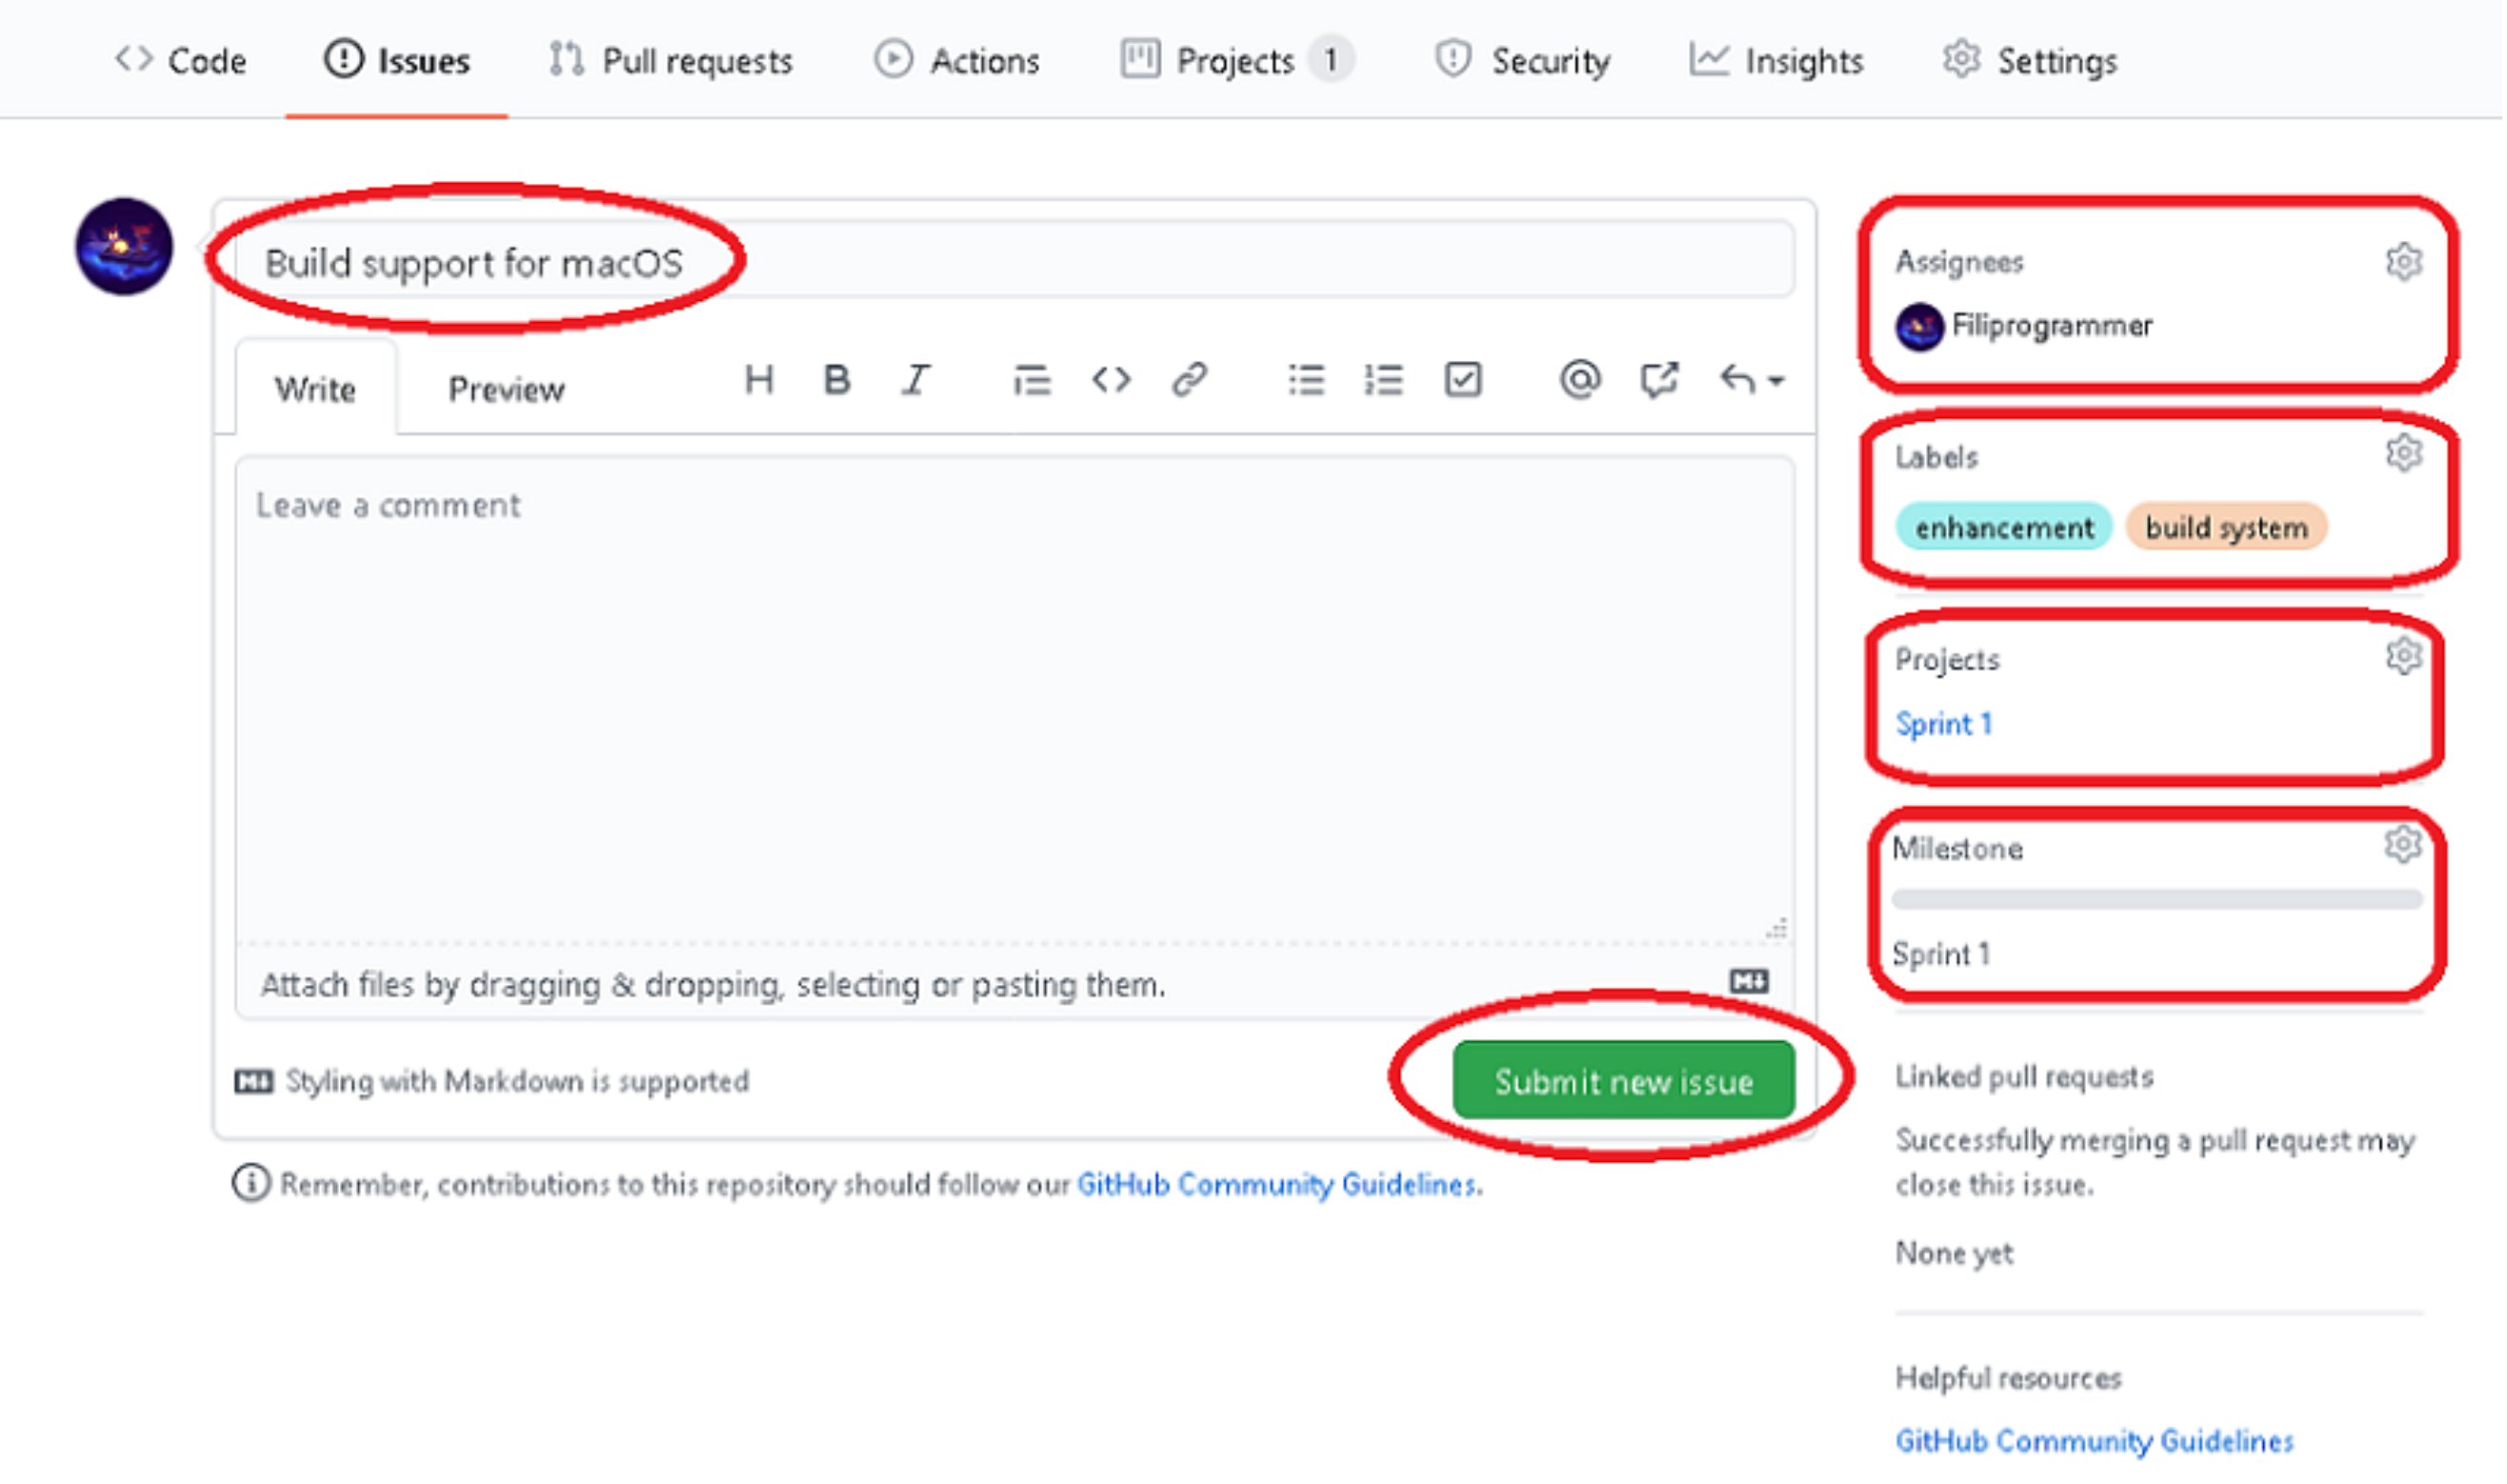 Code Issues Pull requests Actions Projects 1 Security Insights Settings
Build support for macOS
Write Preview H B I
Leave a comment
Attach files by dragging & dropping, selecting or pasting them.
Styling with Markdown is supported
Submit new issue
Remember, contributions to this repository should follow our GitHub Community Guidelines.
Assignees
Filiprogrammer
Labels
enhancement build system
Projects
Sprint 1
Milestone
Sprint 1
Linked pull requests
Successfully merging a pull request may
close this issue.
None yet
Helpful resources
GitHub Community Guidelines